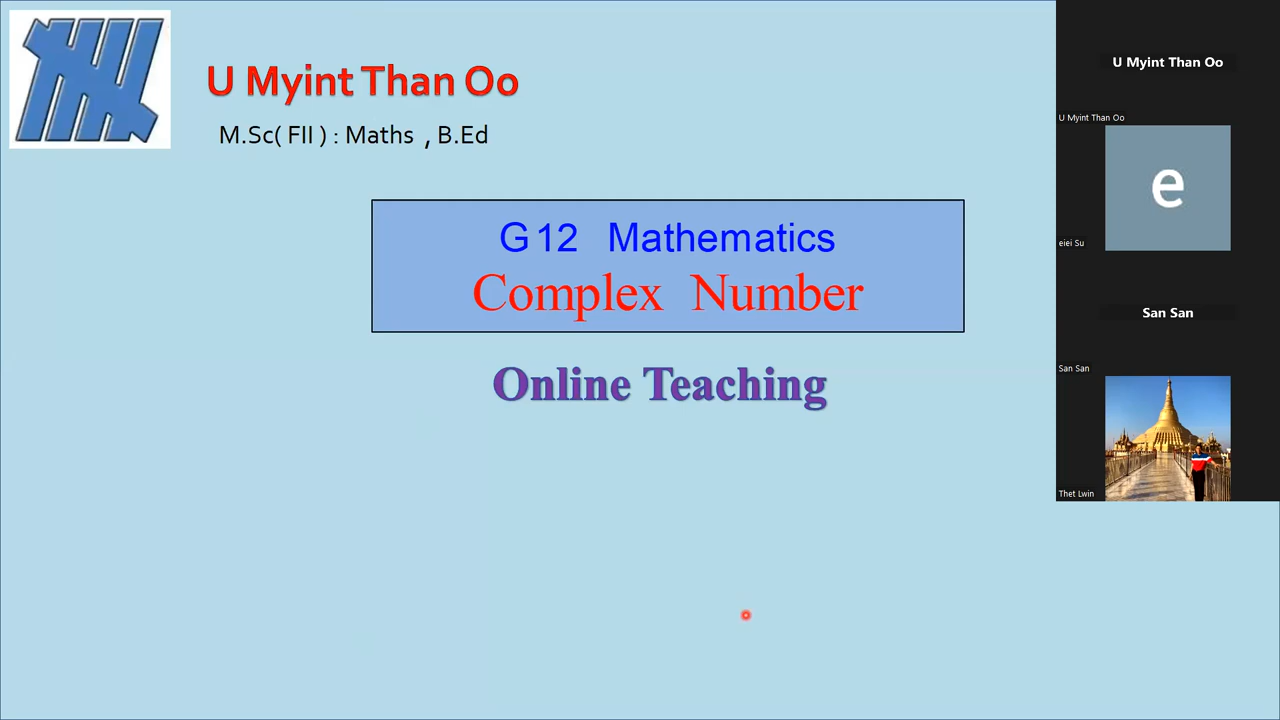 U Myint Than Oo
M.Sc( FII ) : Maths , B.Ed
G12 Mathematics
Complex Number
Online Teaching
U Myint Than Oo
U Myint Than Oo
e
eiei Su
San San
San San
Thet Lwin